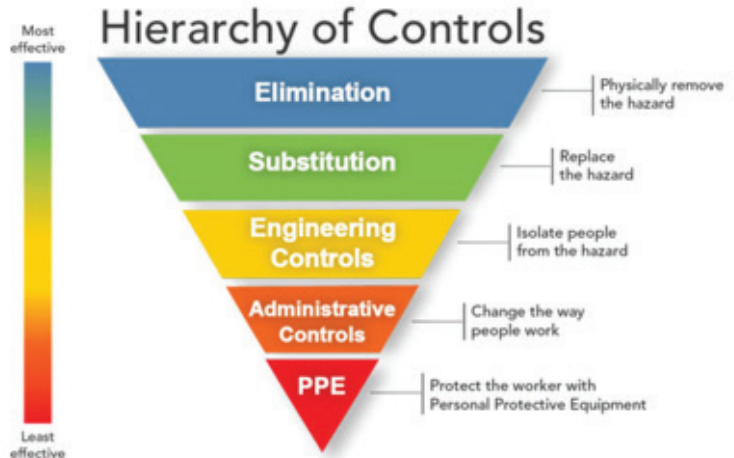 Hierarchy of Controls
Most
effective
Elimination
Physically remove
the hazard
Substitution
Replace
the hazard
Engineering
Controls
Isolate people
from the hazard
Administrative
Controls
Change the way
people work
PPE
Protect the worker with
Personal Protective Equipment
Least
effective